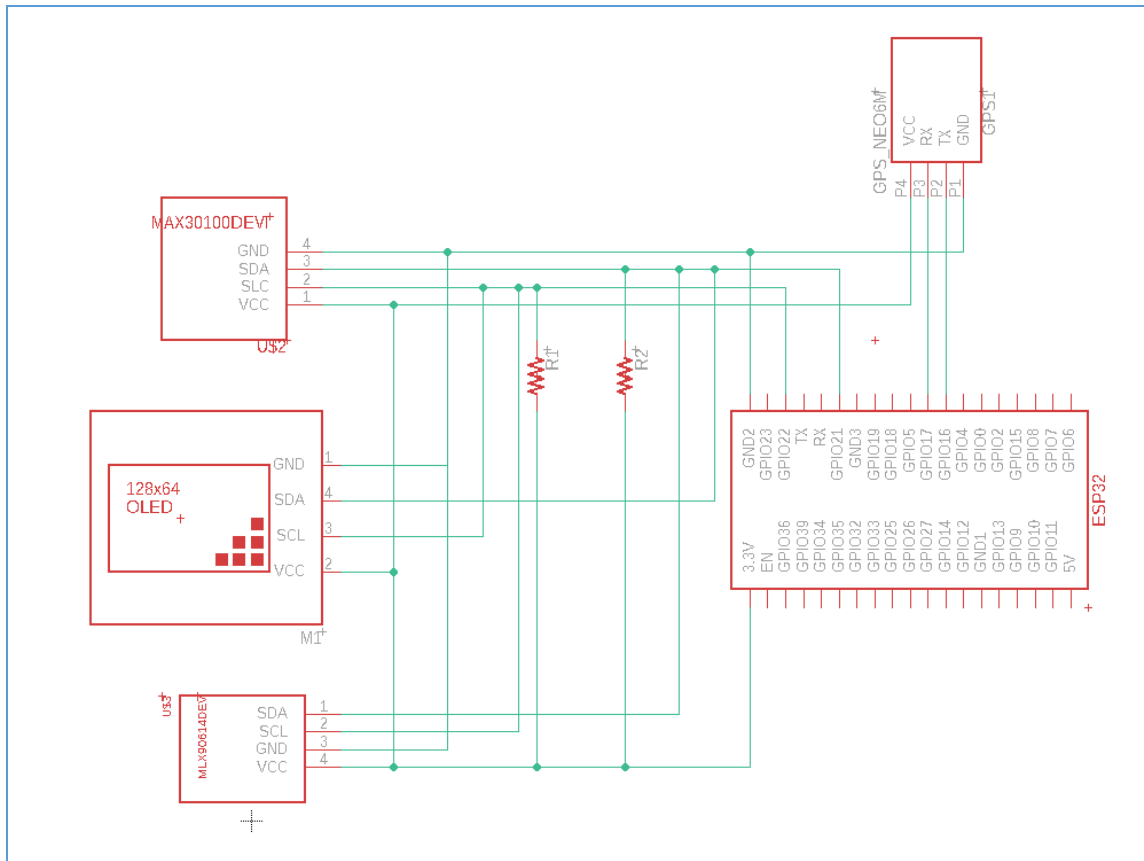 GPS_NEO6M
GPS1
VCC
RX
TX
GND
P4
P3
P2
P1
MAX30100DEVI
GND 4
SDA 3
SLC 2
VCC 1
U$2
R1
R2
128x64
OLED
GND 1
SDA 4
SCL 3
VCC 2
M1
GND2
GPIO23
GPIO22
TX
RX
GPIO21
GND3
GPIO19
GPIO18
GPIO5
GPIO17
GPIO16
GPIO4
GPIO0
GPIO2
GPIO15
GPIO8
GPIO7
GPIO6
3.3V
EN
GPIO36
GPIO39
GPIO34
GPIO35
GPIO32
GPIO33
GPIO25
GPIO26
GPIO27
GPIO14
GPIO12
GND1
GPIO13
GPIO9
GPIO10
GPIO11
5V
ESP32
U$3
MLX90614DEV
SDA 1
SCL 2
GND 3
VCC 4